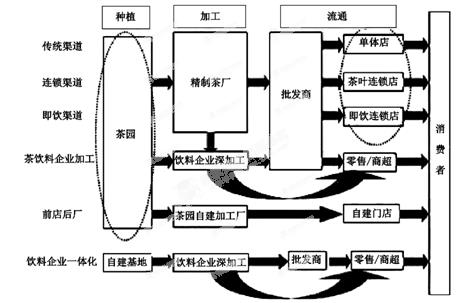 种植 加工 流通
传统渠道 单体店
连锁渠道 精制茶厂 批发商 茶叶连锁店
即饮渠道 茶园 即饮连锁店
消费者
茶饮料企业加工 饮料企业深加工 零售/商超
前店后厂 茶园自建加工厂 自建门店
饮料企业一体化 自建基地 饮料企业深加工 批发商 零售/商超